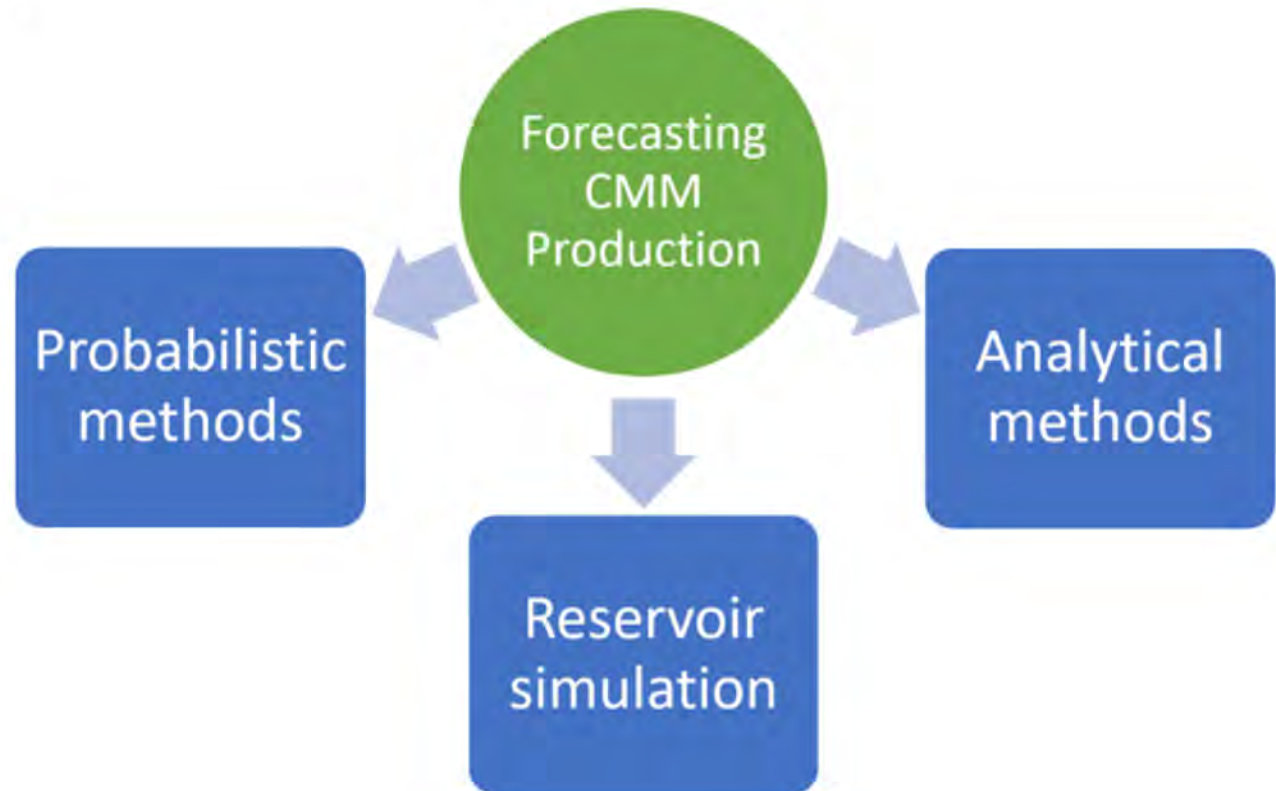 Forecasting
CMM
Production
Probabilistic
methods
Analytical
methods
Reservoir
simulation